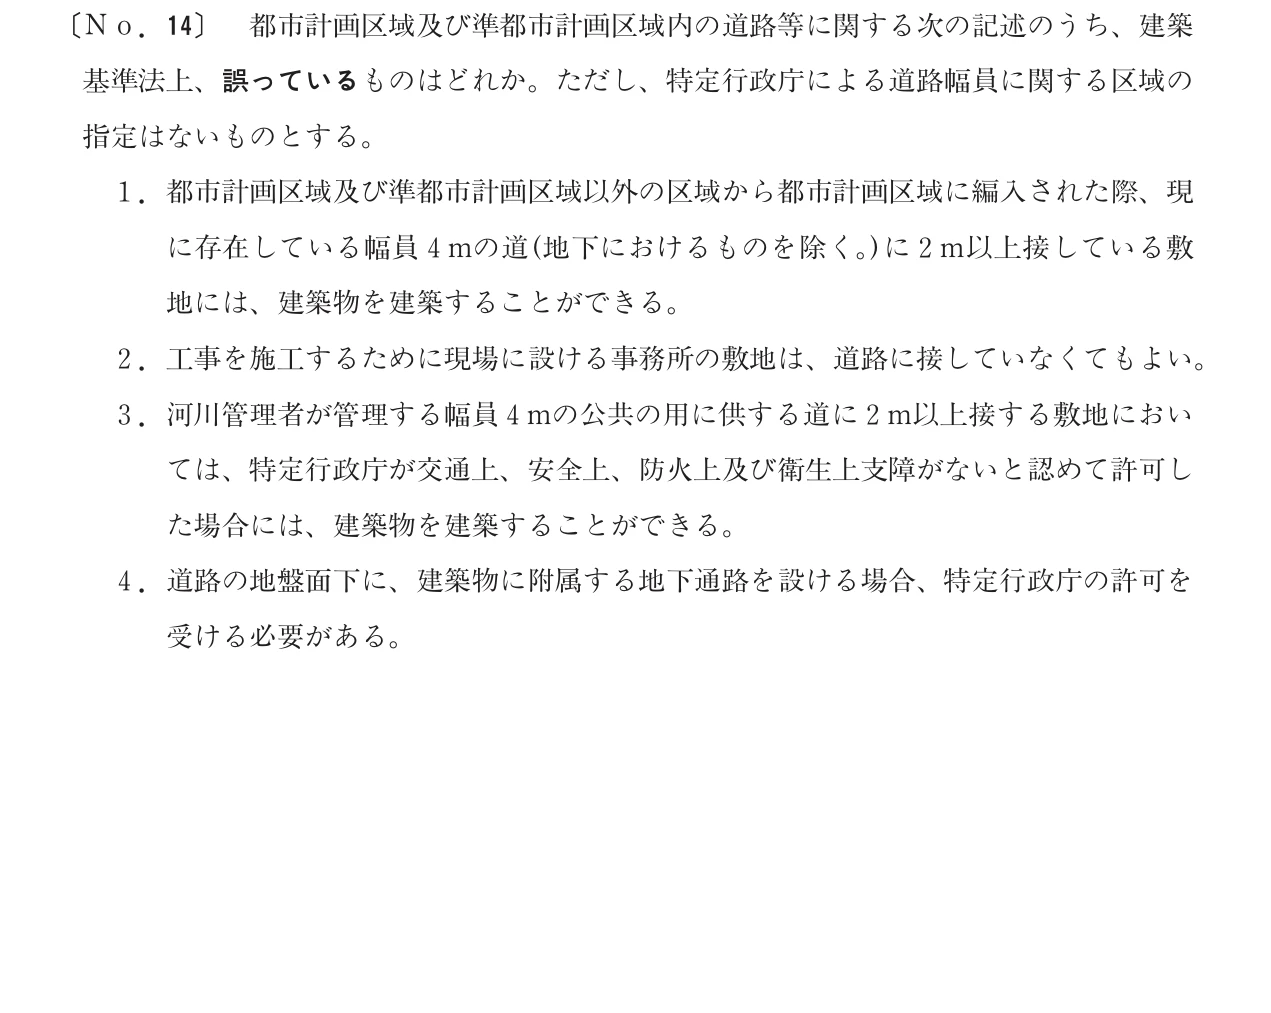 〔Ｎｏ．14〕　都市計画区域及び準都市計画区域内の道路等に関する次の記述のうち、建築
基準法上、誤っているものはどれか。ただし、特定行政庁による道路幅員に関する区域の
指定はないものとする。
１．都市計画区域及び準都市計画区域以外の区域から都市計画区域に編入された際、現
に存在している幅員４ｍの道(地下におけるものを除く。)に２ｍ以上接している敷
地には、建築物を建築することができる。
２．工事を施工するために現場に設ける事務所の敷地は、道路に接していなくてもよい。
３．河川管理者が管理する幅員４ｍの公共の用に供する道に２ｍ以上接する敷地におい
ては、特定行政庁が交通上、安全上、防火上及び衛生上支障がないと認めて許可し
た場合には、建築物を建築することができる。
４．道路の地盤面下に、建築物に附属する地下通路を設ける場合、特定行政庁の許可を
受ける必要がある。